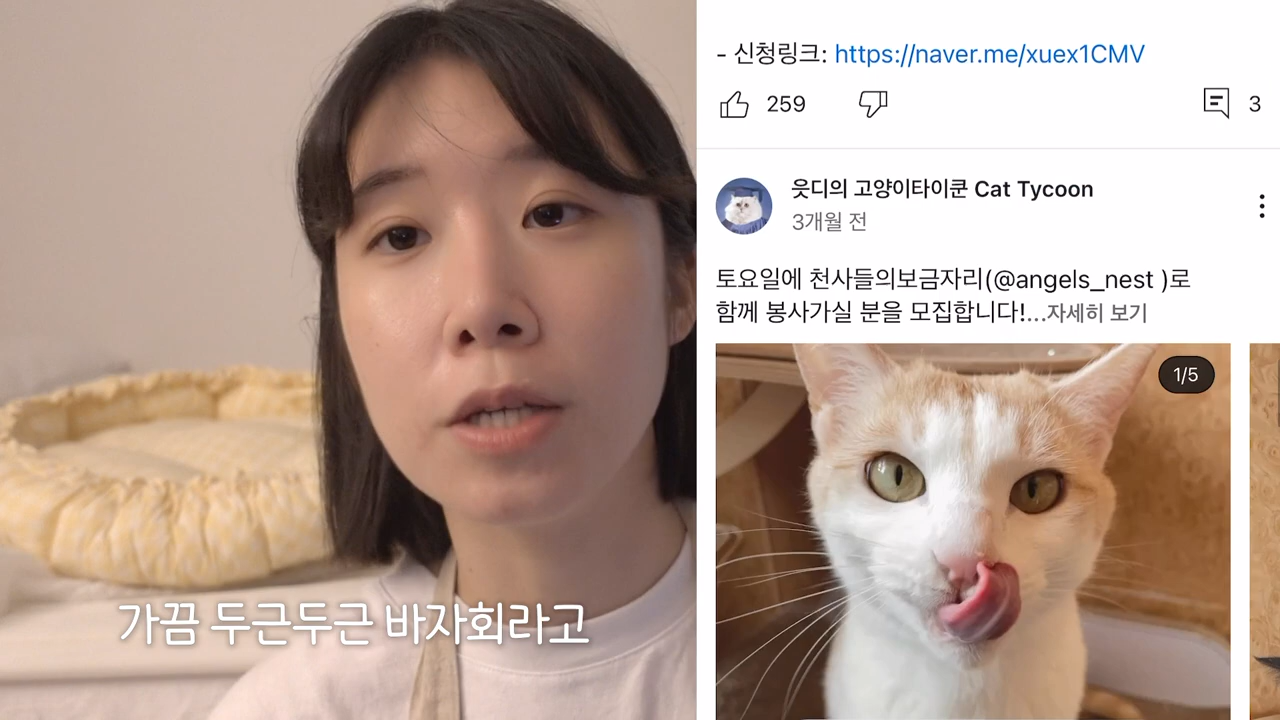 가끔 두근두근 바자회라고
- 신청링크: https://naver.me/xuex1CMV
259
3
웃디의 고양이타이쿤 Cat Tycoon
3개월 전
토요일에 천사들의보금자리(@angels_nest )로
함께 봉사가실 분을 모집합니다!...자세히 보기
1/5